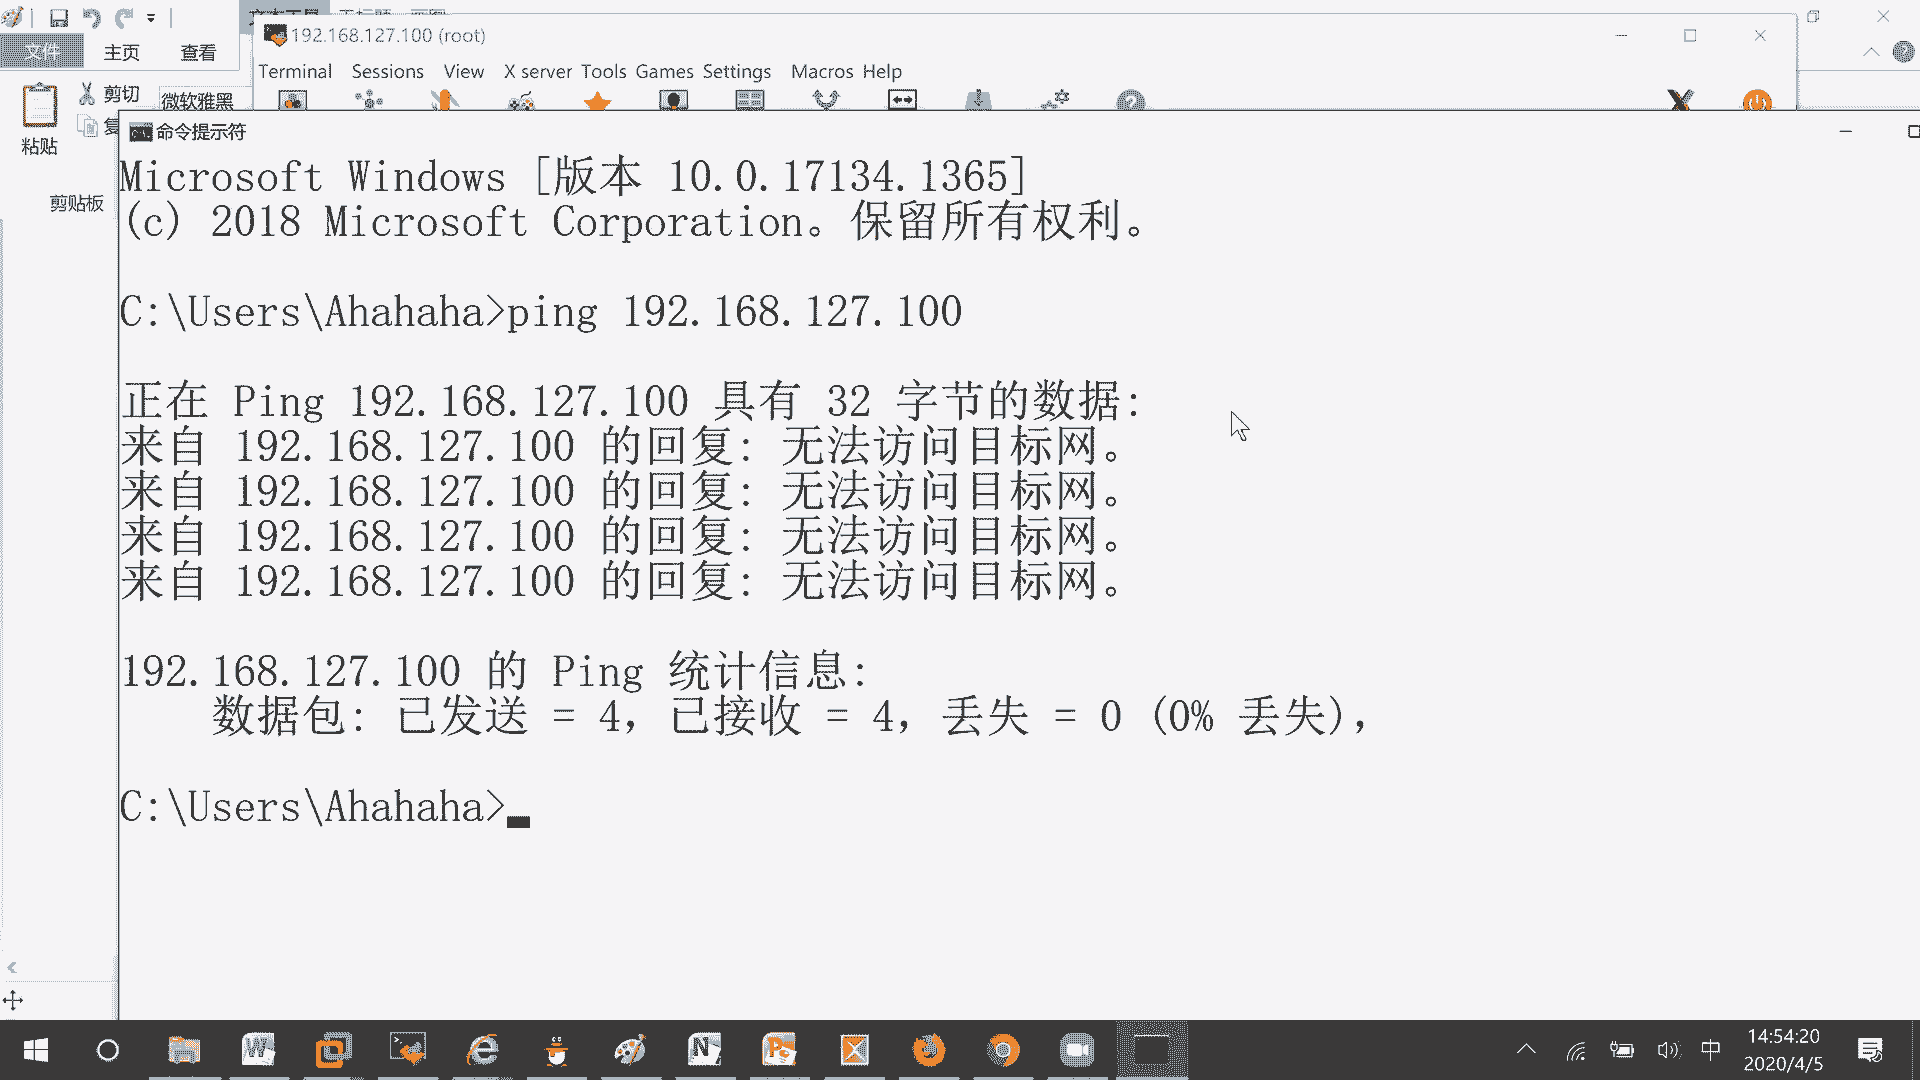 文件
主页
查看
剪切
微软雅黑
粘贴
剪贴板
192.168.127.100 (root)
Terminal Sessions View X server Tools Games Settings Macros Help
命令提示符
Microsoft Windows [版本 10.0.17134.1365]
(c) 2018 Microsoft Corporation。保留所有权利。
C:\Users\Ahahaha>ping 192.168.127.100
正在 Ping 192.168.127.100 具有 32 字节的数据:
来自 192.168.127.100 的回复: 无法访问目标网。
来自 192.168.127.100 的回复: 无法访问目标网。
来自 192.168.127.100 的回复: 无法访问目标网。
来自 192.168.127.100 的回复: 无法访问目标网。
192.168.127.100 的 Ping 统计信息:
数据包: 已发送 = 4，已接收 = 4，丢失 = 0 (0% 丢失)，
C:\Users\Ahahaha>
中
14:54:20
2020/4/5